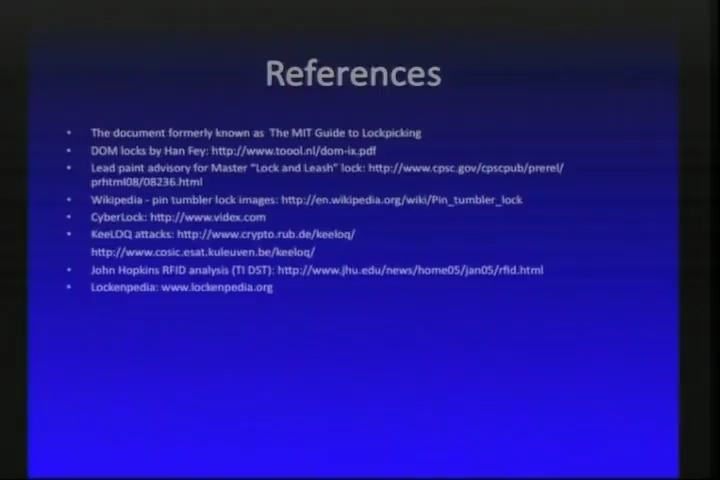 References
• The document formerly known as The MIT Guide to Lockpicking
• DOM locks by Han Fey: http://www.toool.nl/dom-ix.pdf
• Lead paint advisory for Master "Lock and Leash" lock: http://www.cpsc.gov/cpscpub/prerel/
prhtml08/08236.html
• Wikipedia - pin tumbler lock images: http://en.wikipedia.org/wiki/Pin_tumbler_lock
• CyberLock: http://www.videx.com
• KeeLOQ attacks: http://www.crypto.rub.de/keeloq/
http://www.cosic.esat.kuleuven.be/keeloq/
• John Hopkins RFID analysis (TI DST): http://www.jhu.edu/news/home05/jan05/rfid.html
• Lockenpedia: www.lockenpedia.org